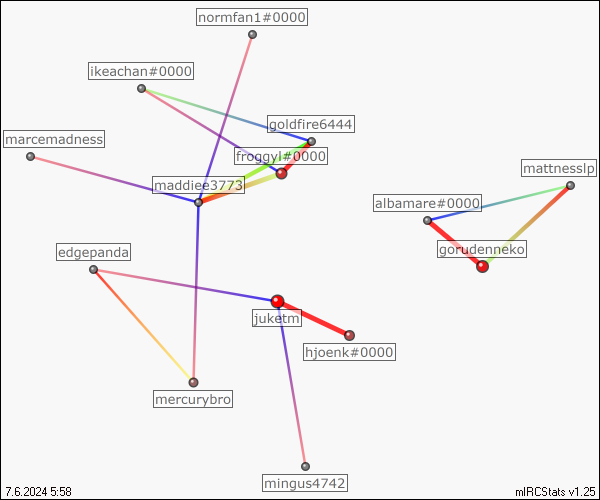 normfan1#0000
ikeachan#0000
goldfire6444
marcemadness
froggyl#0000
mattnesslp
maddiee3773
albamare#0000
gorudenneko
edgepanda
juketm
hjoenk#0000
mercurybro
mingus4742
7.6.2024 5:58
mIRCStats v1.25